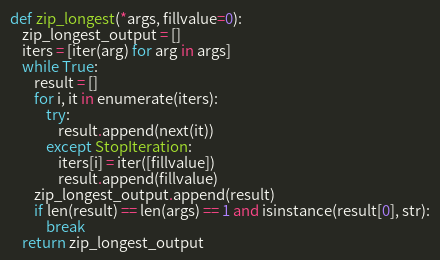 def zip_longest(*args, fillvalue=0):
    zip_longest_output = []
    iters = [iter(arg) for arg in args]
    while True:
        result = []
        for i, it in enumerate(iters):
            try:
                result.append(next(it))
            except StopIteration:
                iters[i] = iter([fillvalue])
                result.append(fillvalue)
        zip_longest_output.append(result)
        if len(result) == len(args) == 1 and isinstance(result[0], str):
            break
    return zip_longest_output